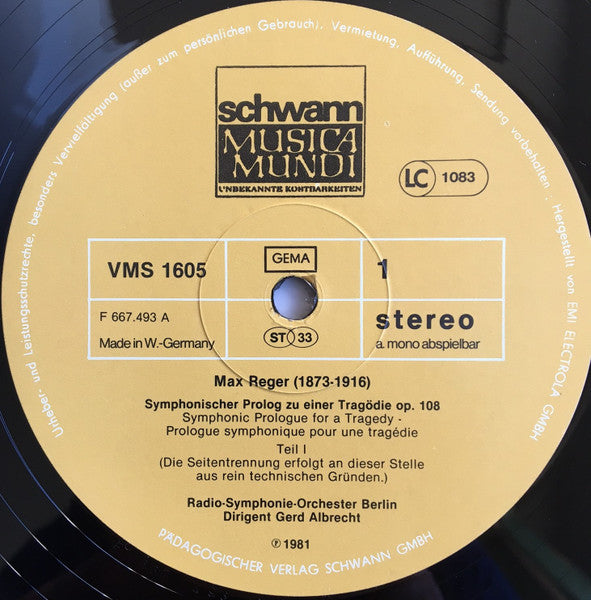 Urheber- und Leistungsschutzrechte, besonders Vervielfältigung (außer zum persönlichen Gebrauch), Vermietung, Aufführung, Sendung vorbehalten. Hergestellt von EMI ELECTROLA GMBH
schwann
MUSICA
MUNDI
UNBEKANNTE KOSTBARKEITEN
LC 1083
VMS 1605
GEMA
1
F 667.493 A
stereo
Made in W.-Germany
ST 33
a. mono abspielbar
Max Reger (1873-1916)
Symphonischer Prolog zu einer Tragödie op. 108
Symphonic Prologue for a Tragedy -
Prologue symphonique pour une tragédie
Teil I
(Die Seitentrennung erfolgt an dieser Stelle
aus rein technischen Gründen.)
Radio-Symphonie-Orchester Berlin
Dirigent Gerd Albrecht
℗ 1981
PÄDAGOGISCHER VERLAG SCHWANN GMBH